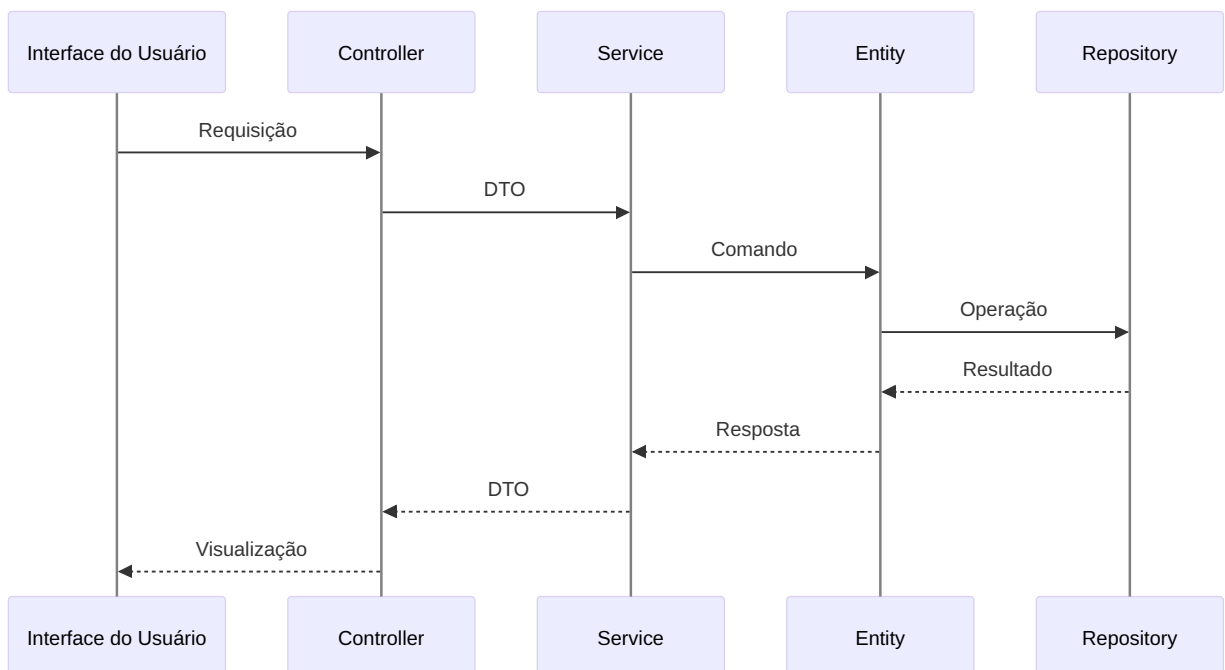 Interface do Usuário
Controller
Service
Entity
Repository
Requisição
DTO
Comando
Operação
Resultado
Resposta
DTO
Visualização
Interface do Usuário
Controller
Service
Entity
Repository